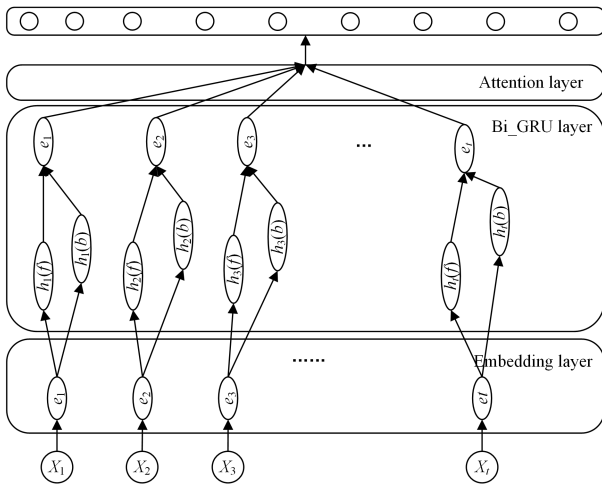 Attention layer
Bi_GRU layer
e1 e2 e3 ... et
h1(f) h1(b) h2(f) h2(b) h3(f) h3(b) ht(f) ht(b)
......
Embedding layer
e1 e2 e3 et
X1 X2 X3 Xt